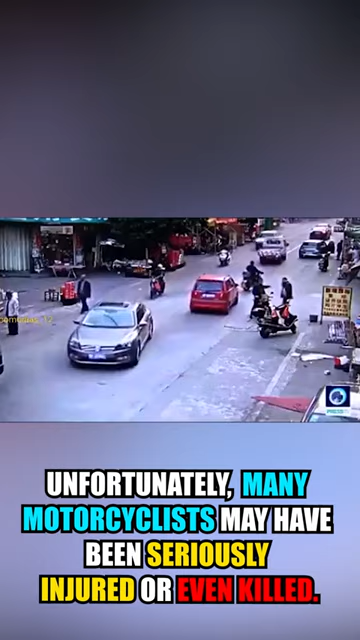 UNFORTUNATELY, MANY
MOTORCYCLISTS MAY HAVE
BEEN SERIOUSLY
INJURED OR EVEN KILLED.